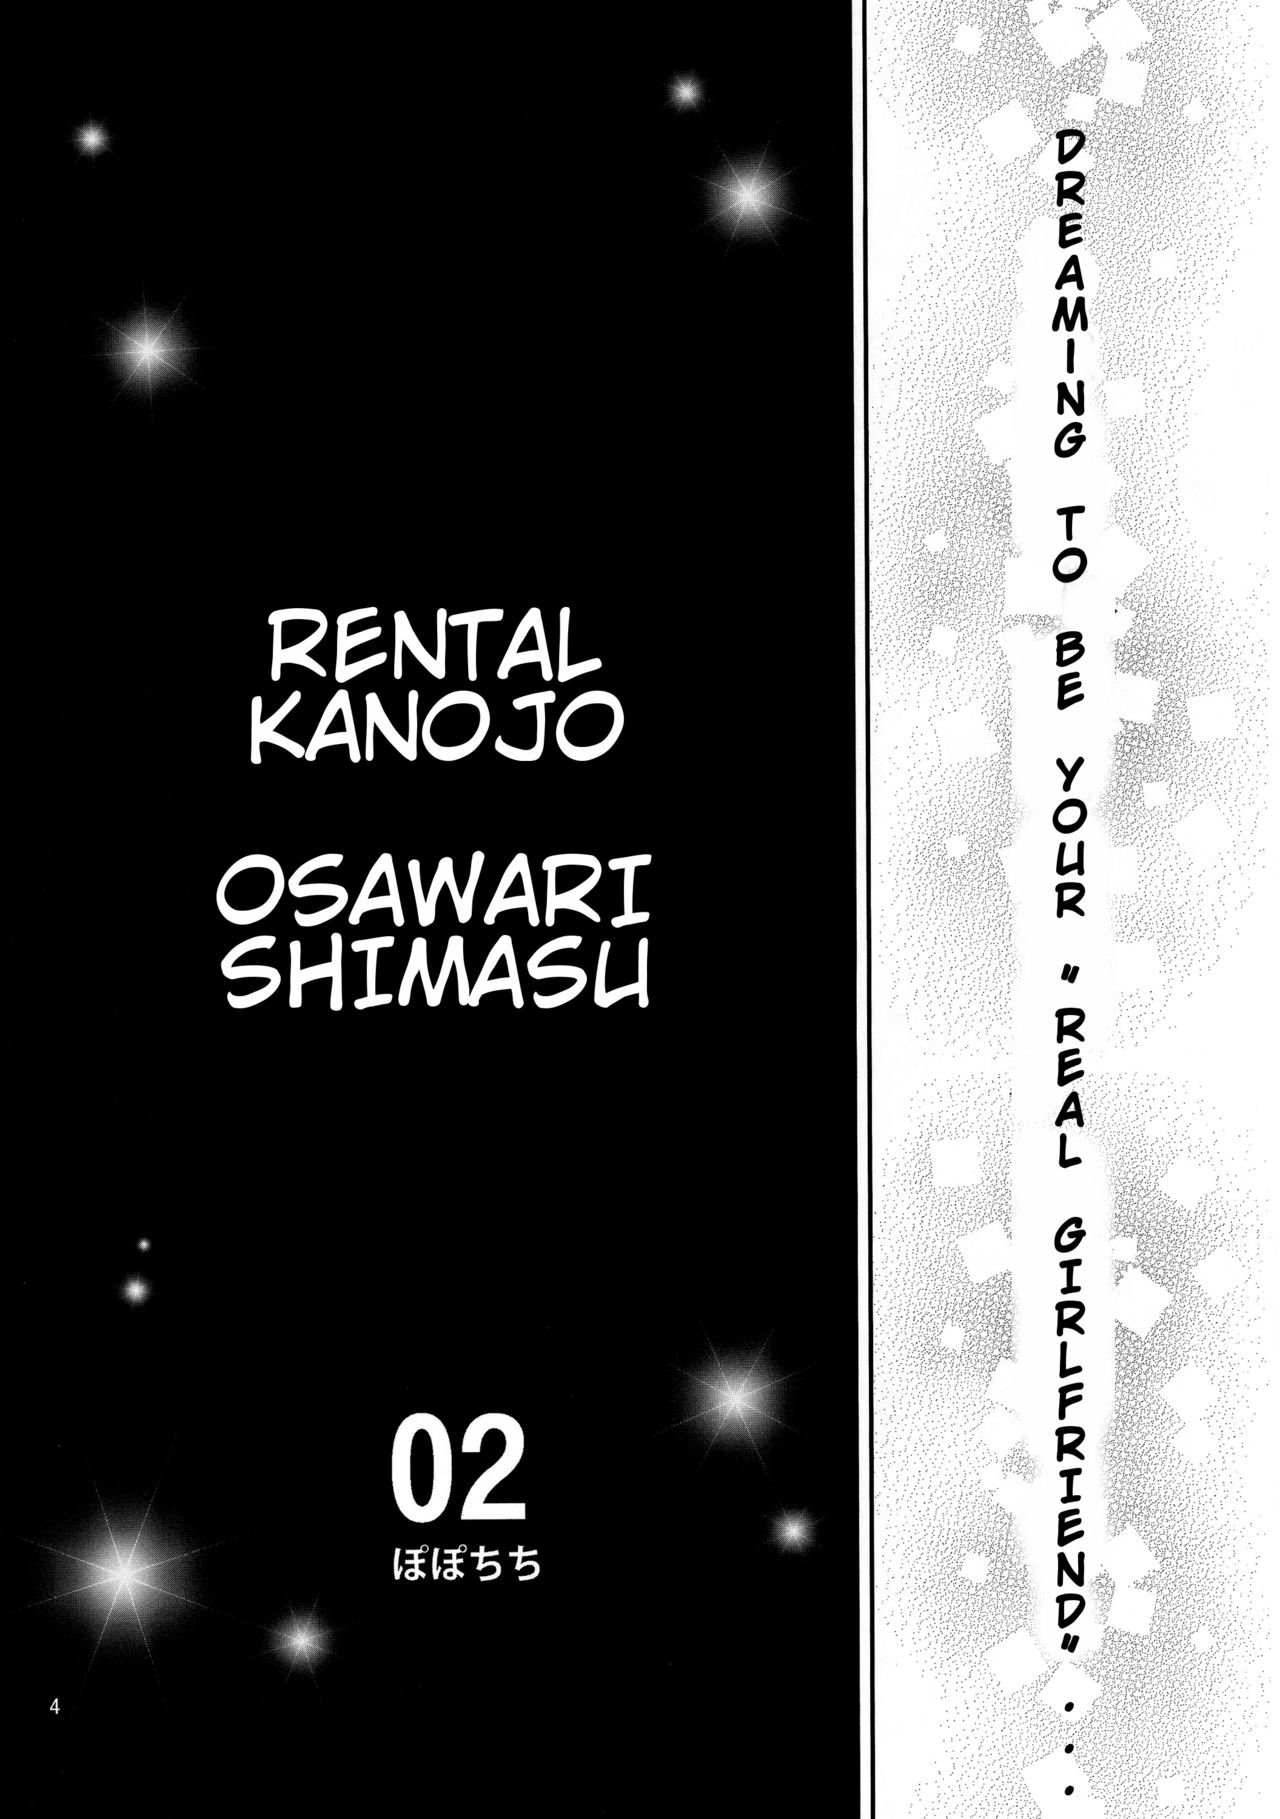 DREAMING TO BE YOUR "REAL GIRLFRIEND"...
RENTAL
KANOJO
OSAWARI
SHIMASU
02
ぽぽちち
4